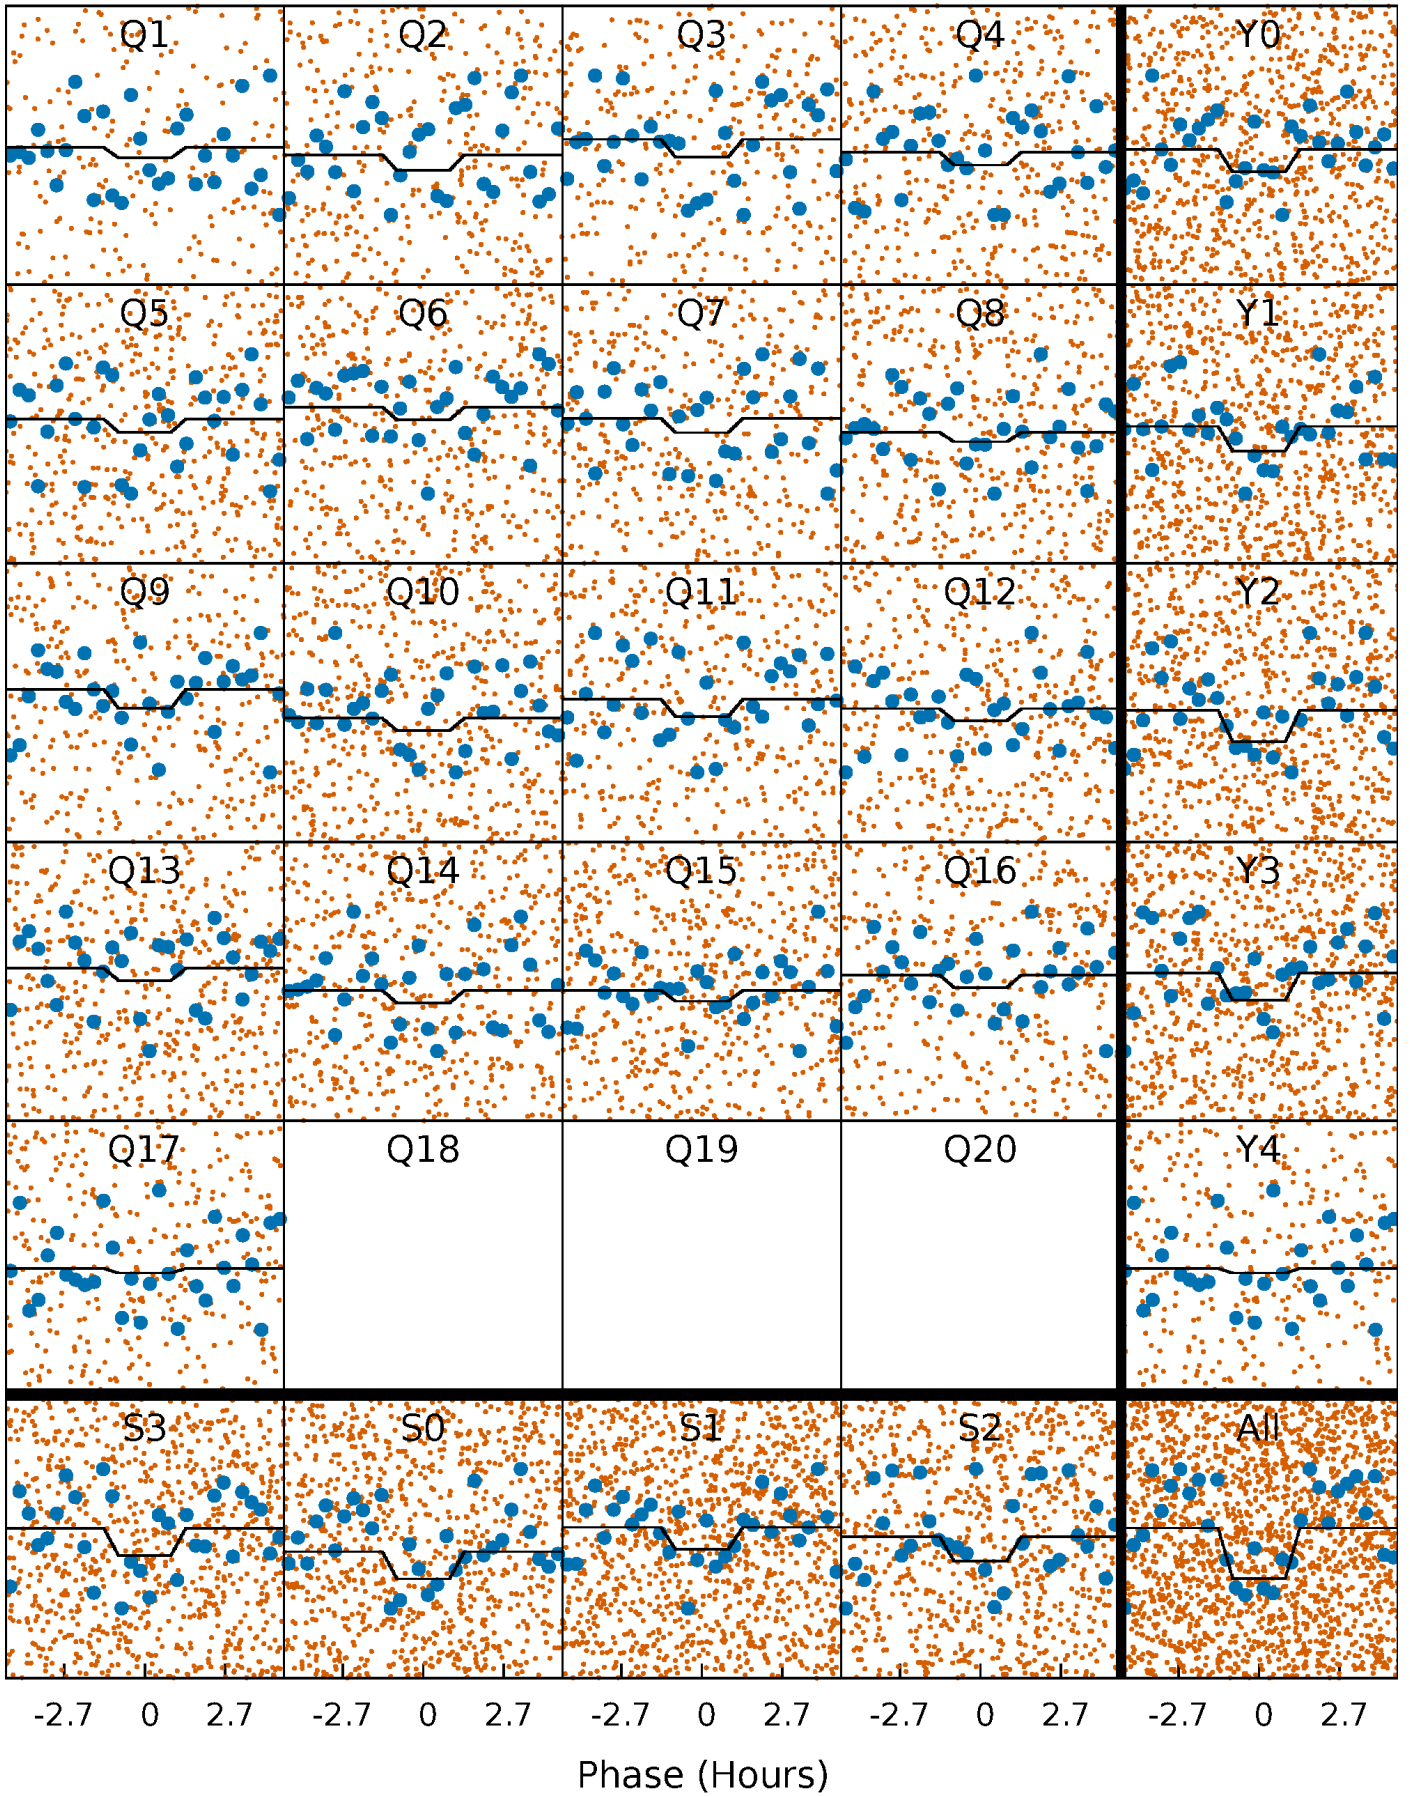 Q1 Q2 Q3 Q4 Y0
Q5 Q6 Q7 Q8 Y1
Q9 Q10 Q11 Q12 Y2
Q13 Q14 Q15 Q16 Y3
Q17 Q18 Q19 Q20 Y4
S3 S0 S1 S2 All
-2.7 0 2.7 -2.7 0 2.7 -2.7 0 2.7 -2.7 0 2.7 -2.7 0 2.7
Phase (Hours)